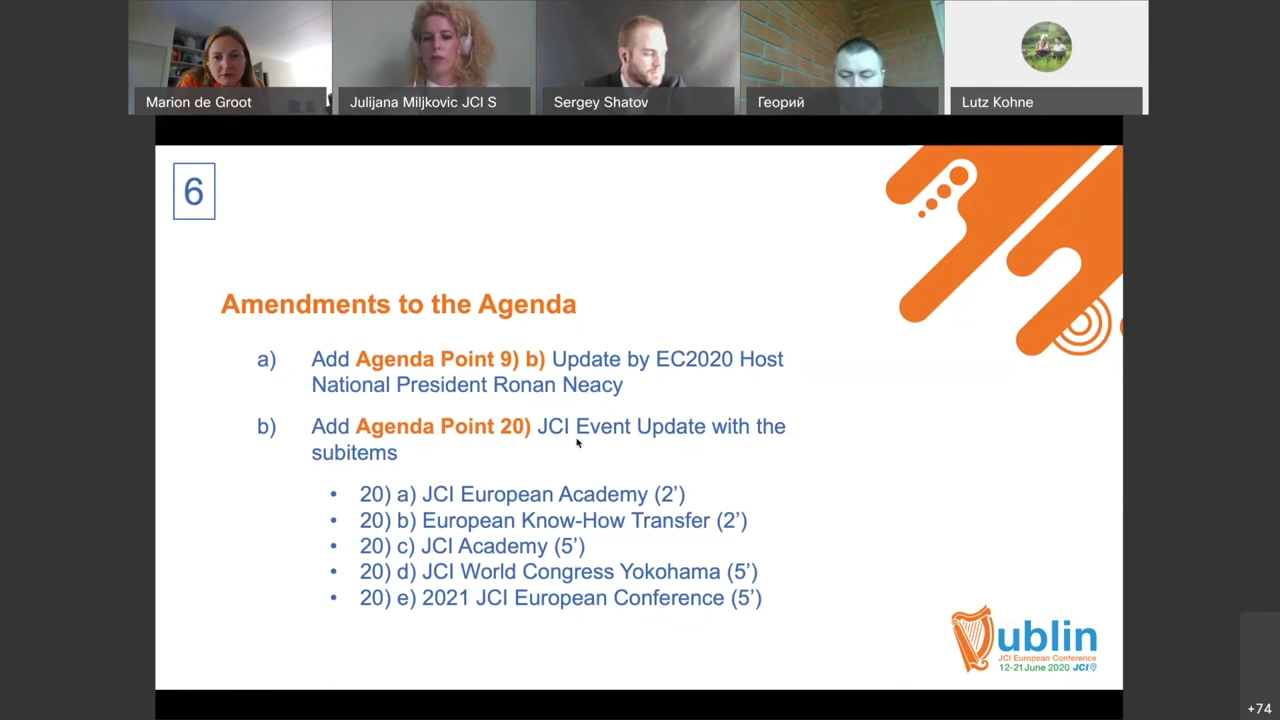 Marion de Groot
Julijana Miljkovic JCI S
Sergey Shatov
Георий
Lutz Kohne
6
Amendments to the Agenda
a) Add Agenda Point 9) b) Update by EC2020 Host
National President Ronan Neacy
b) Add Agenda Point 20) JCI Event Update with the
subitems
• 20) a) JCI European Academy (2’)
• 20) b) European Know-How Transfer (2’)
• 20) c) JCI Academy (5’)
• 20) d) JCI World Congress Yokohama (5’)
• 20) e) 2021 JCI European Conference (5’)
Dublin
JCI European Conference
12-21 June 2020 JCI
+74